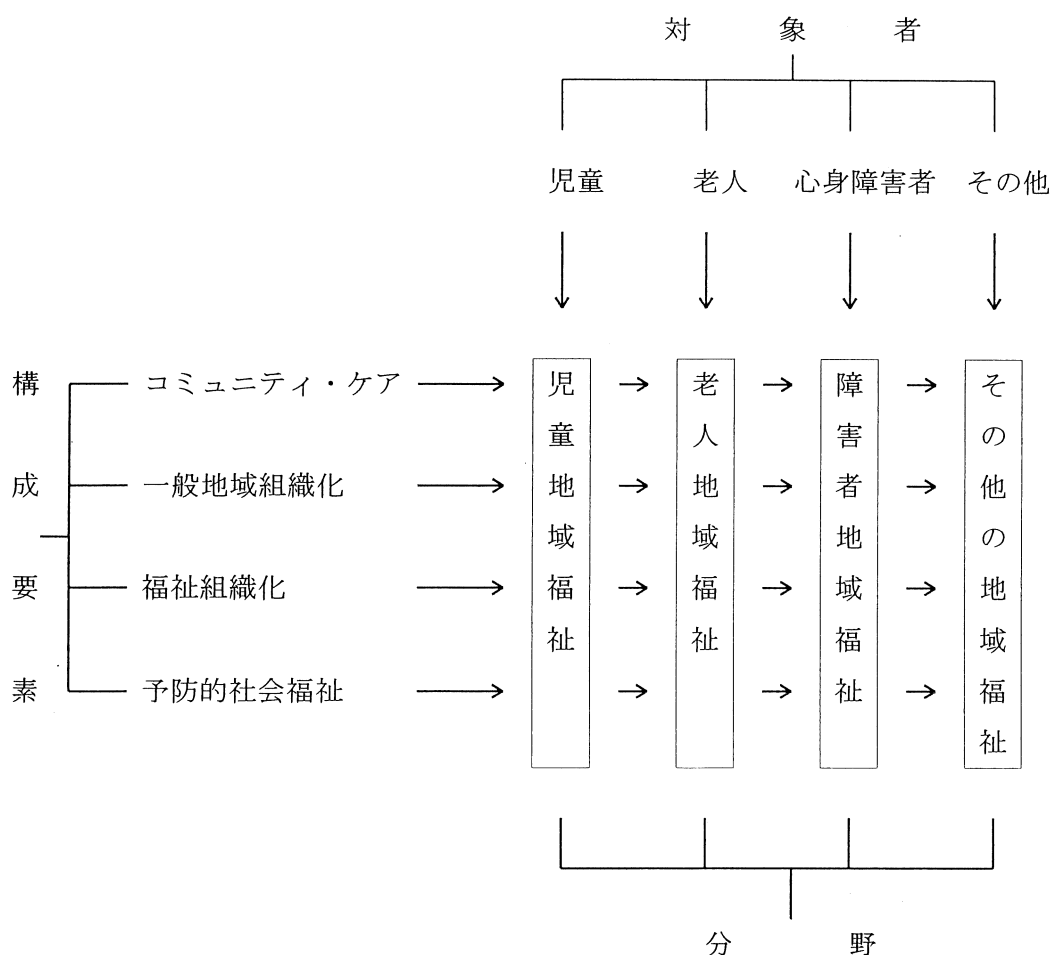 対象者
児童 老人 心身障害者 その他
構成要素
コミュニティ・ケア
一般地域組織化
福祉組織化
予防的社会福祉
児童地域福祉
老人地域福祉
障害者地域福祉
その他の地域福祉
分野